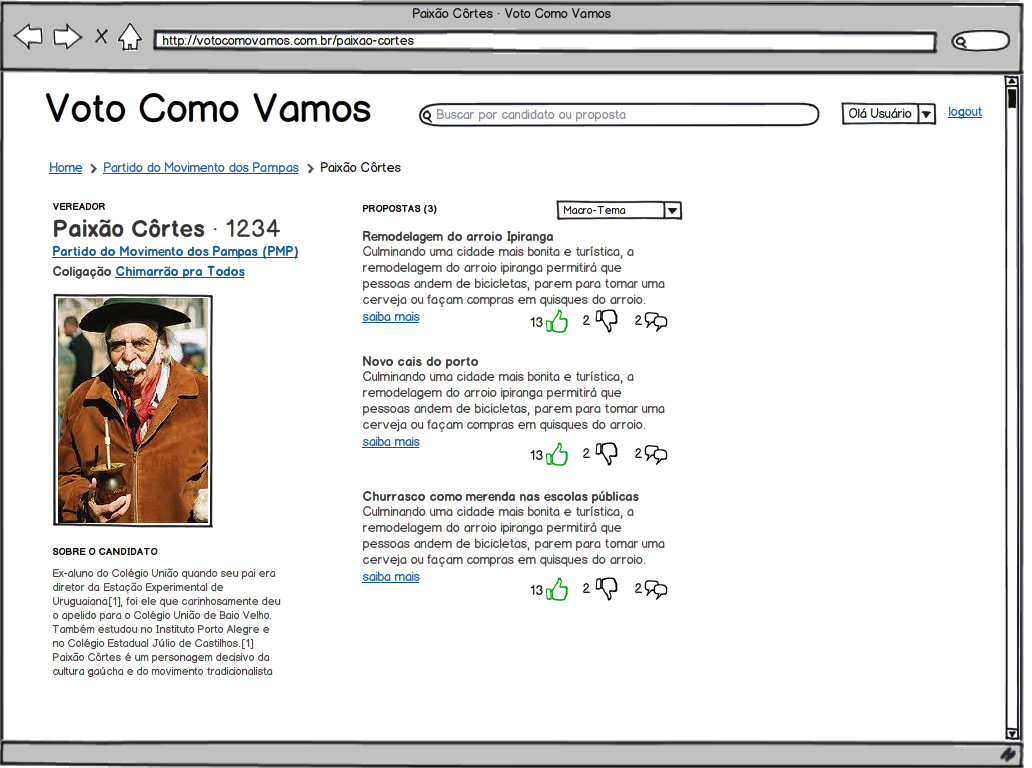 Paixão Côrtes · Voto Como Vamos
http://votocomovamos.com.br/paixao-cortes
Voto Como Vamos
Buscar por candidato ou proposta
Olá Usuário
logout
Home > Partido do Movimento dos Pampas > Paixão Côrtes
VEREADOR
Paixão Côrtes · 1234
Partido do Movimento dos Pampas (PMP)
Coligação Chimarrão pra Todos
SOBRE O CANDIDATO
Ex-aluno do Colégio União quando seu pai era
diretor da Estação Experimental de
Uruguaiana[1], foi ele que carinhosamente deu
o apelido para o Colégio União de Baio Velho.
Também estudou no Instituto Porto Alegre e
no Colégio Estadual Júlio de Castilhos.[1]
Paixão Côrtes é um personagem decisivo da
cultura gaúcha e do movimento tradicionalista
PROPOSTAS (3)
Macro-Tema
Remodelagem do arroio Ipiranga
Culminando uma cidade mais bonita e turística, a
remodelagem do arroio ipiranga permitirá que
pessoas andem de bicicletas, parem para tomar uma
cerveja ou façam compras em quisques do arroio.
saiba mais
13 2 2
Novo cais do porto
Culminando uma cidade mais bonita e turística, a
remodelagem do arroio ipiranga permitirá que
pessoas andem de bicicletas, parem para tomar uma
cerveja ou façam compras em quisques do arroio.
saiba mais
13 2 2
Churrasco como merenda nas escolas públicas
Culminando uma cidade mais bonita e turística, a
remodelagem do arroio ipiranga permitirá que
pessoas andem de bicicletas, parem para tomar uma
cerveja ou façam compras em quisques do arroio.
saiba mais
13 2 2